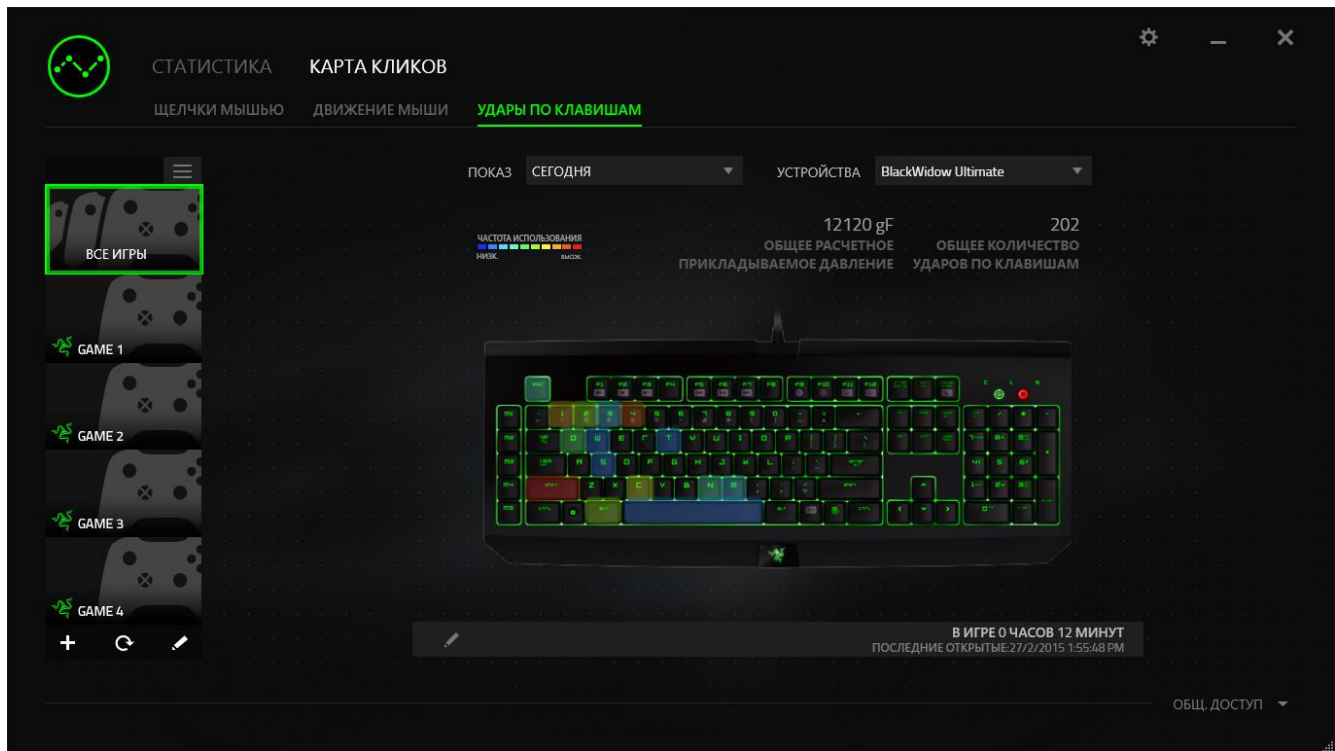 СТАТИСТИКА КАРТА КЛИКОВ
ЩЕЛЧКИ МЫШЬЮ ДВИЖЕНИЕ МЫШИ УДАРЫ ПО КЛАВИШАМ
ПОКАЗ СЕГОДНЯ УСТРОЙСТВА BlackWidow Ultimate
ВСЕ ИГРЫ
GAME 1
GAME 2
GAME 3
GAME 4
ЧАСТОТА ИСПОЛЬЗОВАНИЯ
НИЗК. ВЫСОК.
12120 gF
ОБЩЕЕ РАСЧЕТНОЕ
ПРИКЛАДЫВАЕМОЕ ДАВЛЕНИЕ
202
ОБЩЕЕ КОЛИЧЕСТВО
УДАРОВ ПО КЛАВИШАМ
В ИГРЕ 0 ЧАСОВ 12 МИНУТ
ПОСЛЕДНИЕ ОТКРЫТЫЕ:27/2/2015 1:55:48 PM
ОБЩ. ДОСТУП